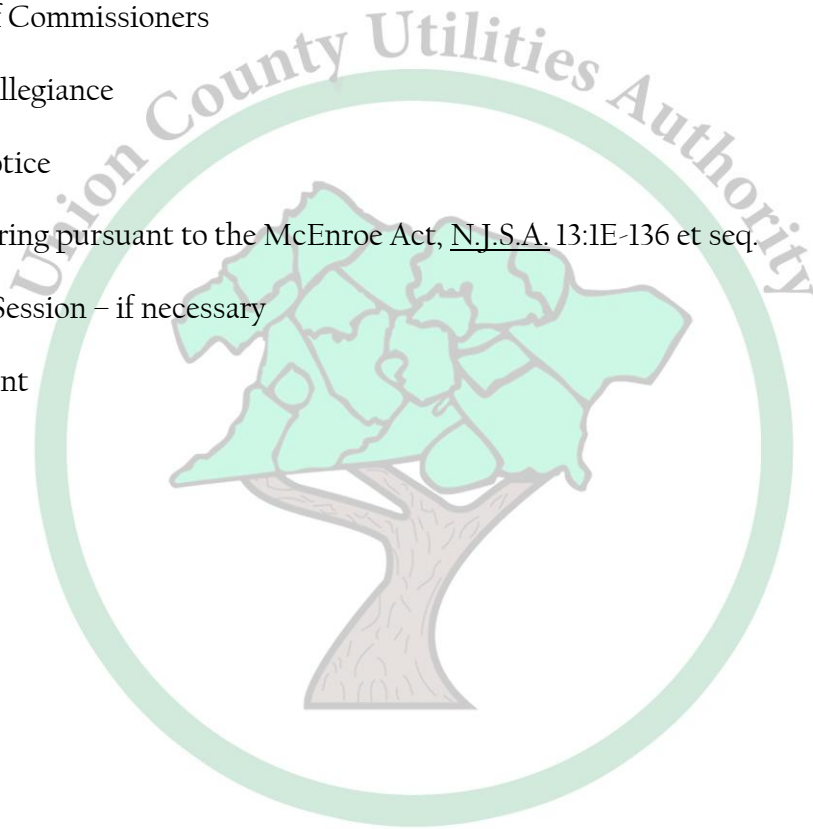 Union County Utilities Authority
f Commissioners
llegiance
otice
ring pursuant to the McEnroe Act, N.J.S.A. 13:1E-136 et seq.
Session – if necessary
nt